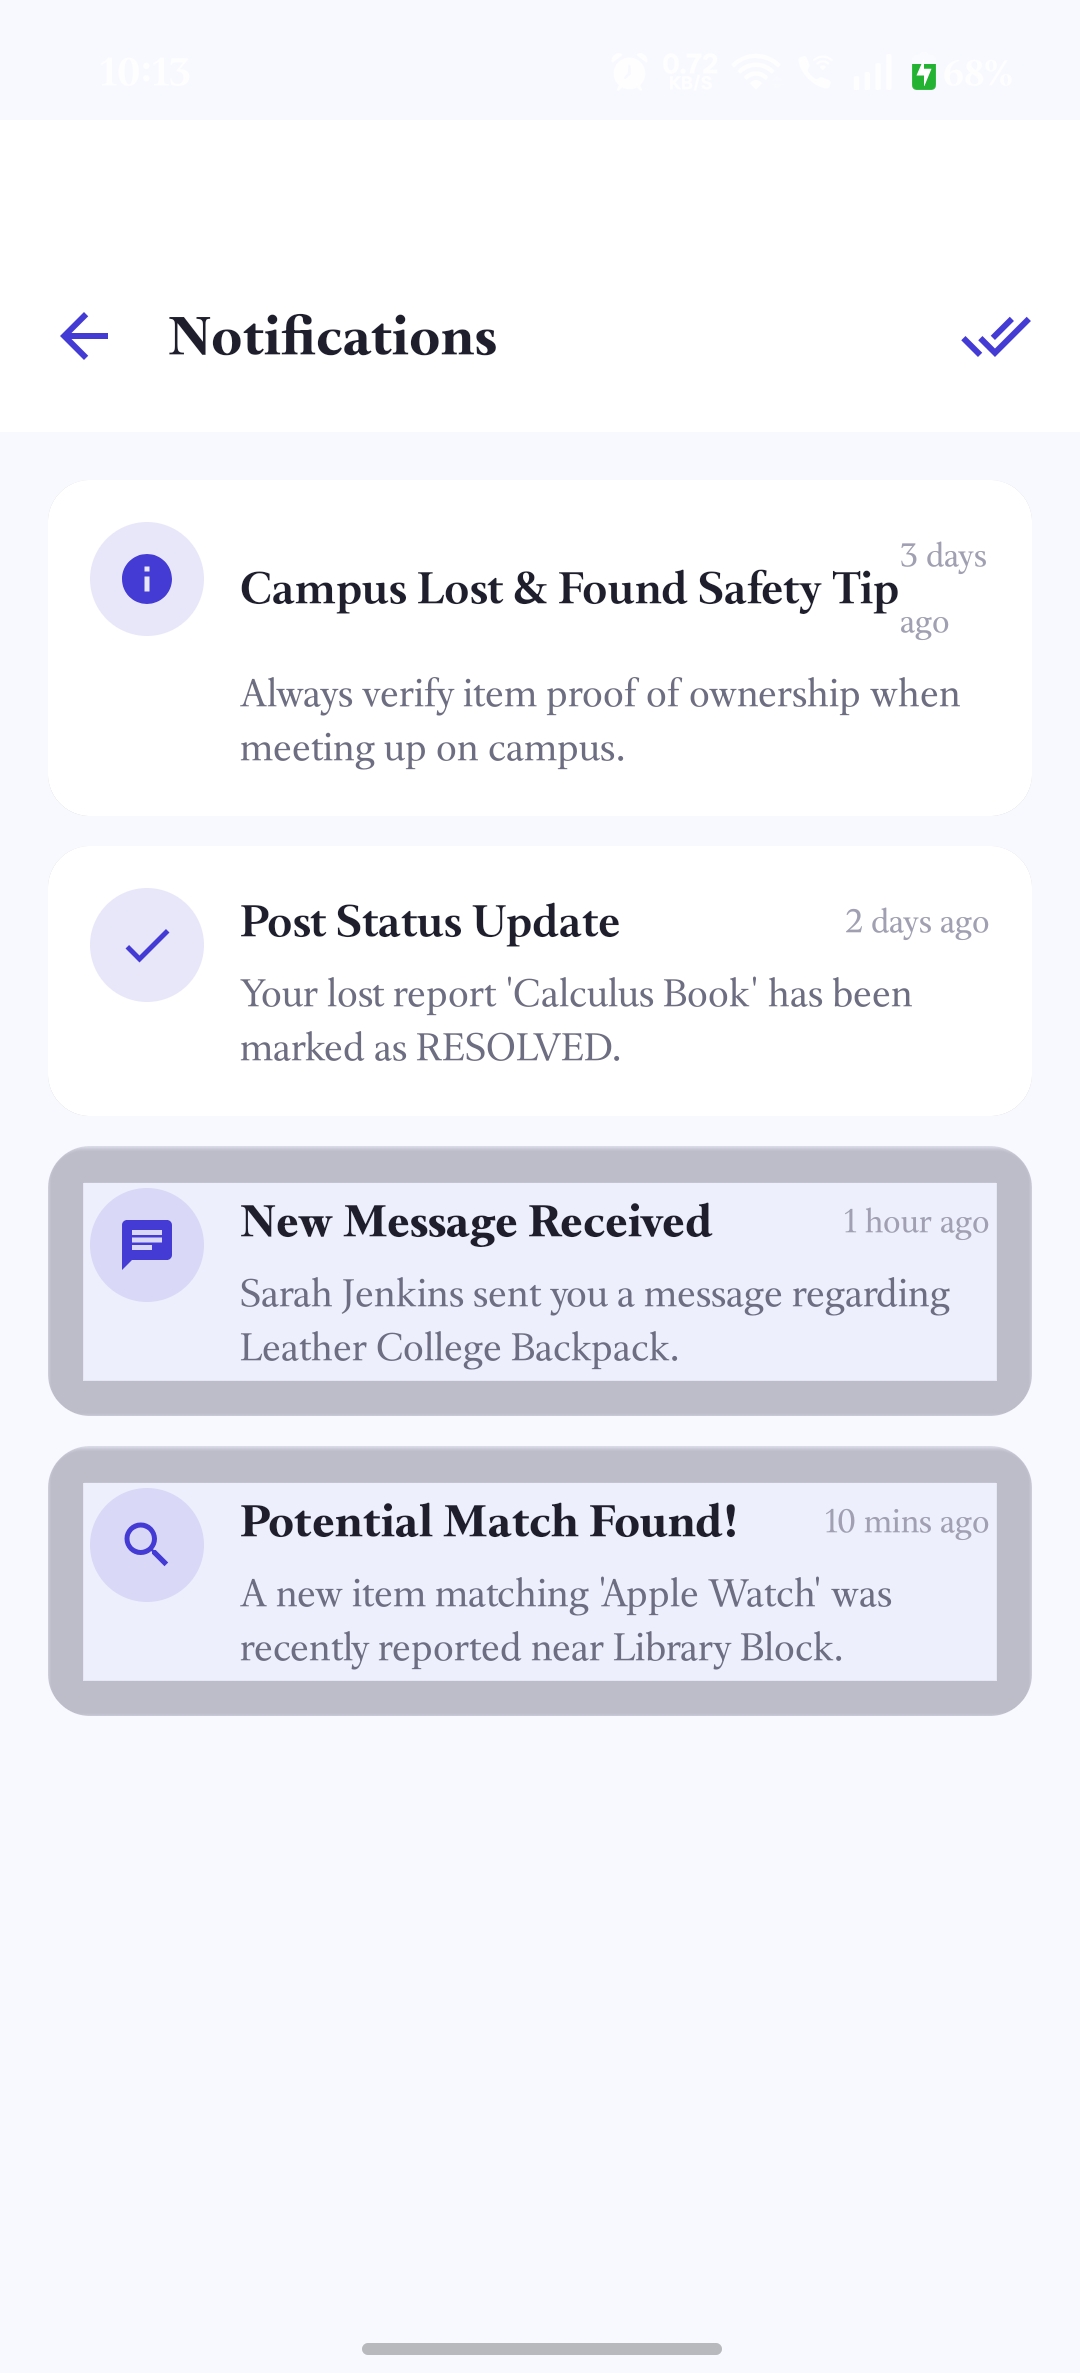 10:13
0.72
KB/S
68%
Notifications
Campus Lost & Found Safety Tip
3 days
ago
Always verify item proof of ownership when
meeting up on campus.
Post Status Update
2 days ago
Your lost report 'Calculus Book' has been
marked as RESOLVED.
New Message Received
1 hour ago
Sarah Jenkins sent you a message regarding
Leather College Backpack.
Potential Match Found!
10 mins ago
A new item matching 'Apple Watch' was
recently reported near Library Block.